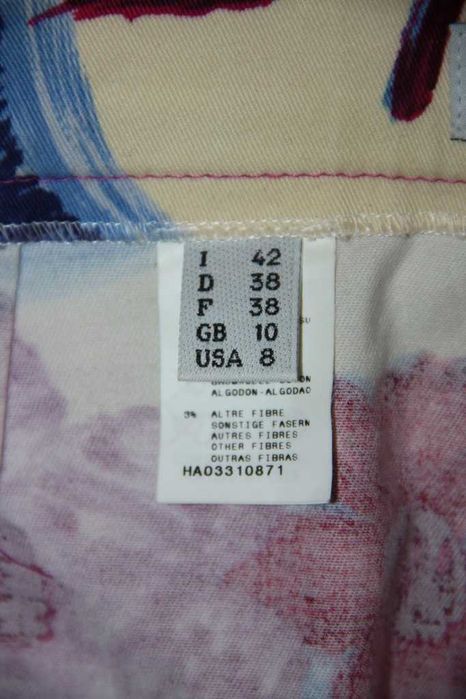 I 42
D 38
F 38
GB 10
USA 8
SU
ALGODON-ALGODAO
3% ALTRE FIBRE
SONSTIGE FASERN
AUTRES FIBRES
OTHER FIBRES
OUTRAS FIBRAS
HA03310871